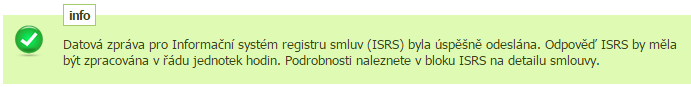 info
Datová zpráva pro Informační systém registru smluv (ISRS) byla úspěšně odeslána. Odpověď ISRS by měla
být zpracována v řádu jednotek hodin. Podrobnosti naleznete v bloku ISRS na detailu smlouvy.